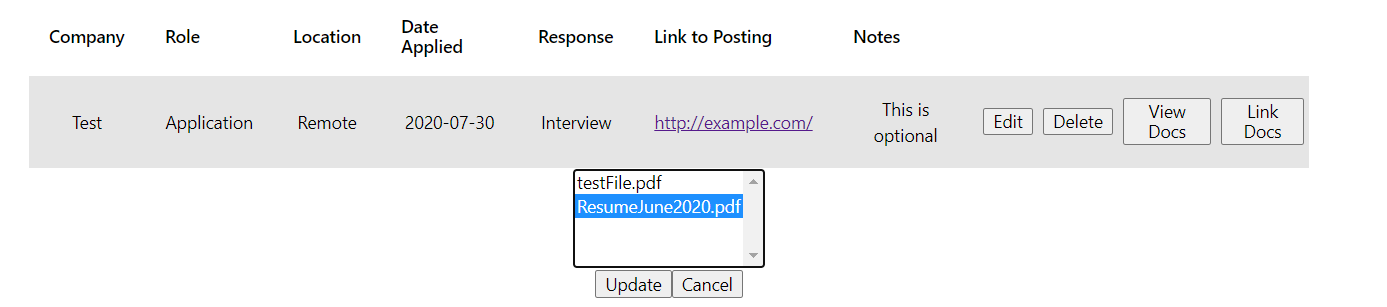 Company Role Location Date Applied Response Link to Posting Notes
Test Application Remote 2020-07-30 Interview http://example.com/ This is optional Edit Delete View Docs Link Docs
testFile.pdf
ResumeJune2020.pdf
Update Cancel